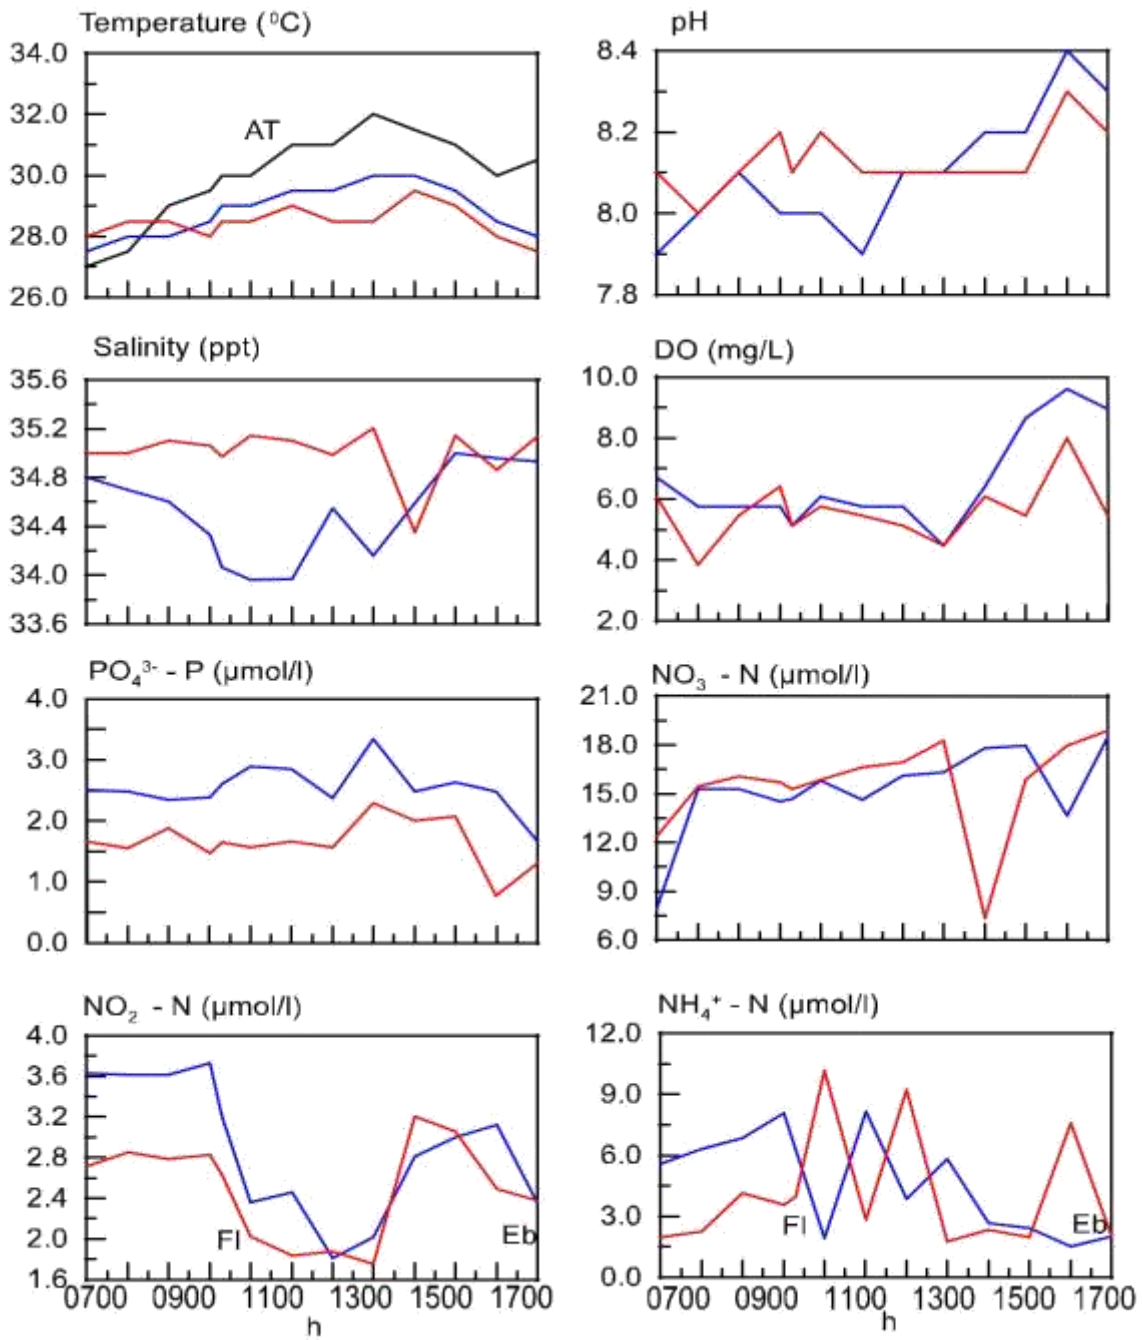 Temperature (⁰C)
34.0
32.0
30.0
28.0
26.0
AT
pH
8.4
8.2
8.0
7.8
Salinity (ppt)
35.6
35.2
34.8
34.4
34.0
33.6
DO (mg/L)
10.0
8.0
6.0
4.0
2.0
PO₄³⁻ - P (µmol/l)
4.0
3.0
2.0
1.0
0.0
NO₃ - N (µmol/l)
21.0
18.0
15.0
12.0
9.0
6.0
NO₂ - N (µmol/l)
4.0
3.6
3.2
2.8
2.4
2.0
1.6
Fl
Eb
0700 0900 1100 1300 1500 1700
h
NH₄⁺ - N (µmol/l)
12.0
9.0
6.0
3.0
0.0
Fl
Eb
0700 0900 1100 1300 1500 1700
h